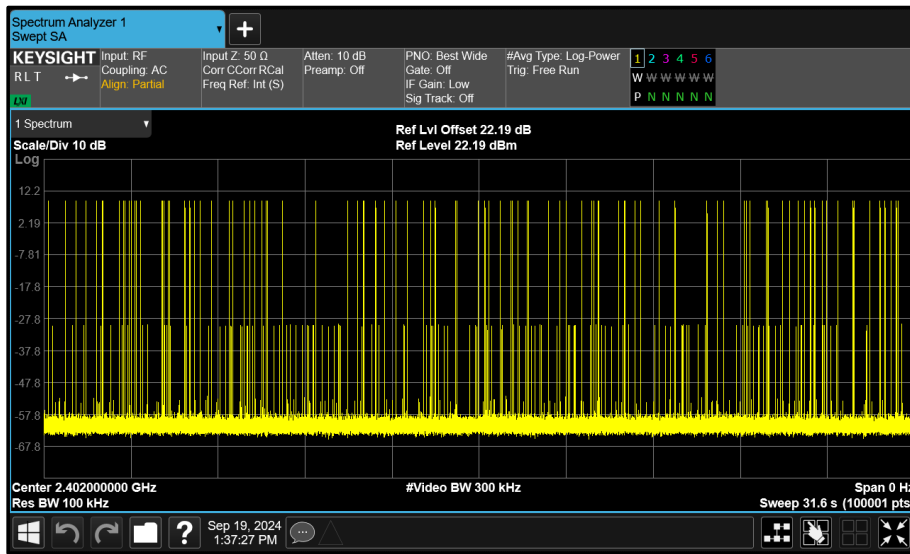 Spectrum Analyzer 1
Swept SA
KEYSIGHT
R L T
LXI
Input: RF
Coupling: AC
Align: Partial
Input Z: 50 Ω
Corr CCorr RCal
Freq Ref: Int (S)
Atten: 10 dB
Preamp: Off
PNO: Best Wide
Gate: Off
IF Gain: Low
Sig Track: Off
#Avg Type: Log-Power
Trig: Free Run
1 2 3 4 5 6
W W W W W W
P N N N N N
1 Spectrum
Scale/Div 10 dB
Ref Lvl Offset 22.19 dB
Ref Level 22.19 dBm
Log
12.2
2.19
-7.81
-17.8
-27.8
-37.8
-47.8
-57.8
-67.8
Center 2.402000000 GHz
#Video BW 300 kHz
Span 0 Hz
Res BW 100 kHz
Sweep 31.6 s (100001 pts
Sep 19, 2024
1:37:27 PM